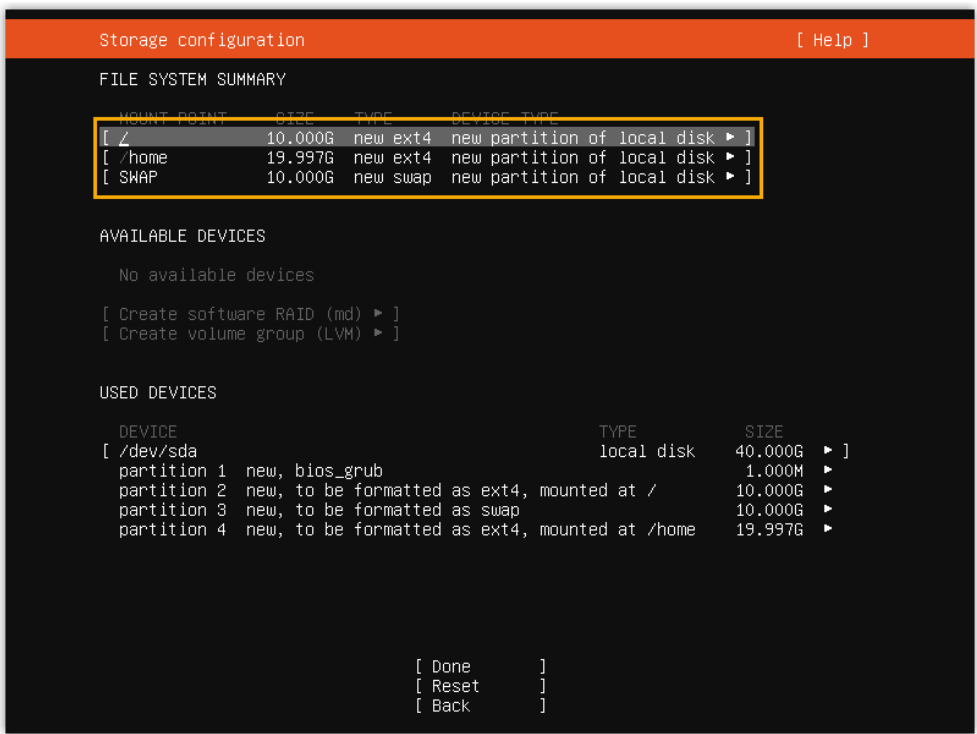 Storage configuration [ Help ]
FILE SYSTEM SUMMARY
MOUNT POINT SIZE TYPE DEVICE TYPE
[ / 10.000G new ext4 new partition of local disk ▸ ]
[ /home 19.997G new ext4 new partition of local disk ▸ ]
[ SWAP 10.000G new swap new partition of local disk ▸ ]
AVAILABLE DEVICES
No available devices
[ Create software RAID (md) ▸ ]
[ Create volume group (LVM) ▸ ]
USED DEVICES
DEVICE TYPE SIZE
[ /dev/sda local disk 40.000G ▸ ]
partition 1 new, bios_grub 1.000M ▸
partition 2 new, to be formatted as ext4, mounted at / 10.000G ▸
partition 3 new, to be formatted as swap 10.000G ▸
partition 4 new, to be formatted as ext4, mounted at /home 19.997G ▸
[ Done ]
[ Reset ]
[ Back ]